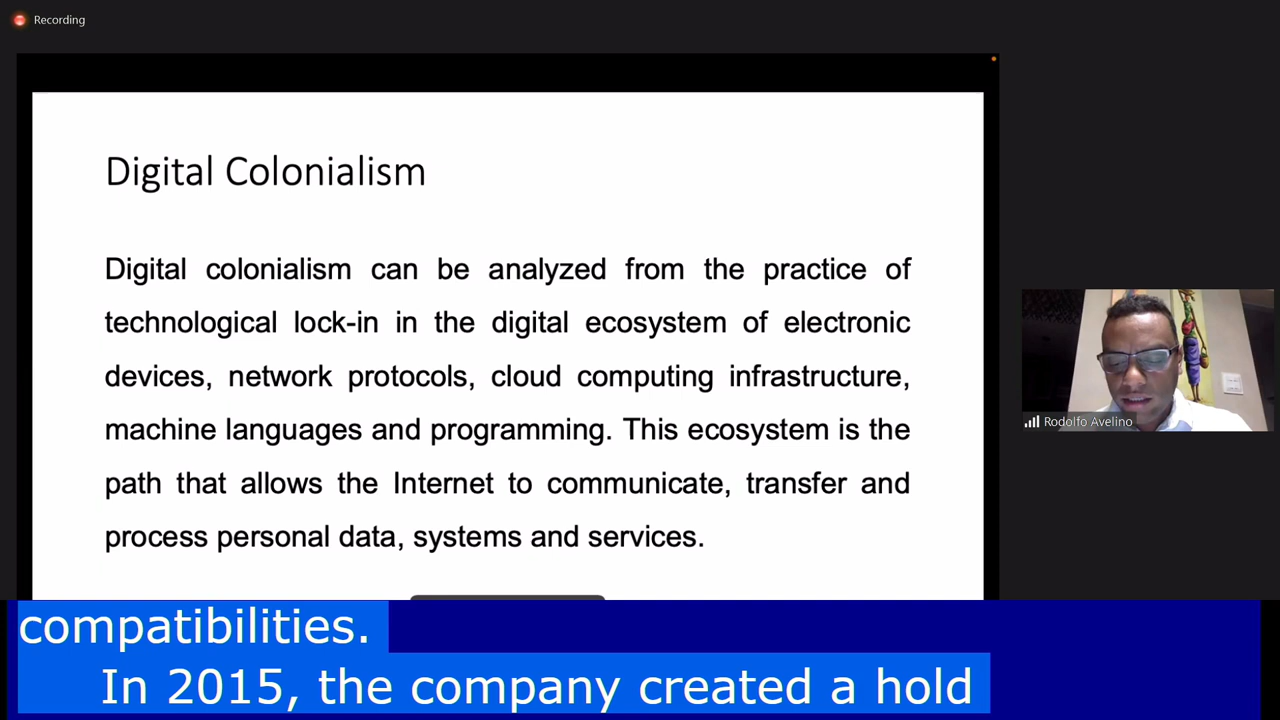 Recording
Digital Colonialism
Digital colonialism can be analyzed from the practice of
technological lock-in in the digital ecosystem of electronic
devices, network protocols, cloud computing infrastructure,
machine languages and programming. This ecosystem is the
path that allows the Internet to communicate, transfer and
process personal data, systems and services.
Rodolfo Avelino
compatibilities.
In 2015, the company created a hold